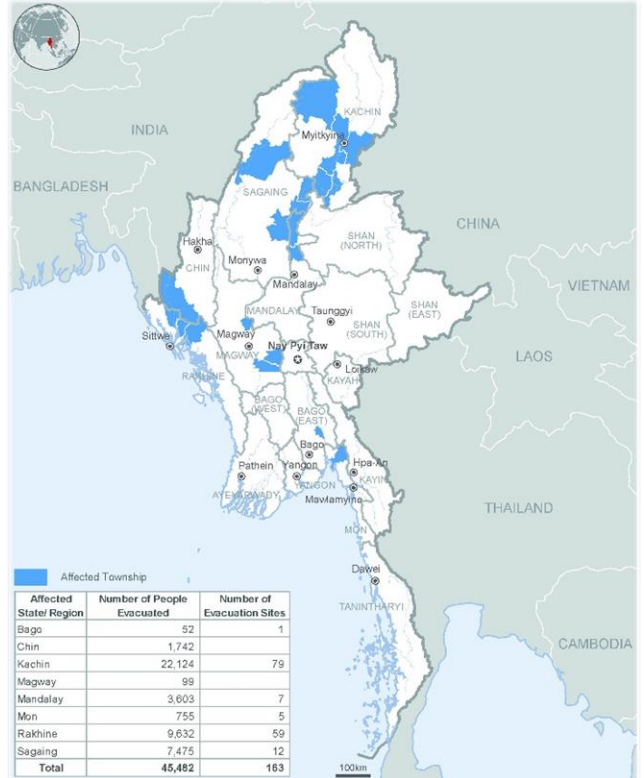 KACHIN
Myitkyina
INDIA
BANGLADESH
SAGAING
CHINA
SHAN
(NORTH)
Hakha
CHIN
Monywa
Mandalay
VIETNAM
MANDALAY
Taunggyi
SHAN
(EAST)
SHAN
(SOUTH)
Sittwe
Magway
Nay Pyi Taw
MAGWAY
LAOS
Loikaw
RAKHINE
KAYAH
BAGO
(WEST)
BAGO
(EAST)
Bago
Pathein
Yangon
Hpa-An
KAYIN
YANGON
AYEYARWADY
Mawlamyine
THAILAND
MON
Dawei
TANINTHARYI
CAMBODIA
Affected Township
Affected State/ Region Number of People Evacuated Number of Evacuation Sites
Bago 52 1
Chin 1,742
Kachin 22,124 79
Magway 99
Mandalay 3,603 7
Mon 755 5
Rakhine 9,632 59
Sagaing 7,475 12
Total 45,482 163
100km